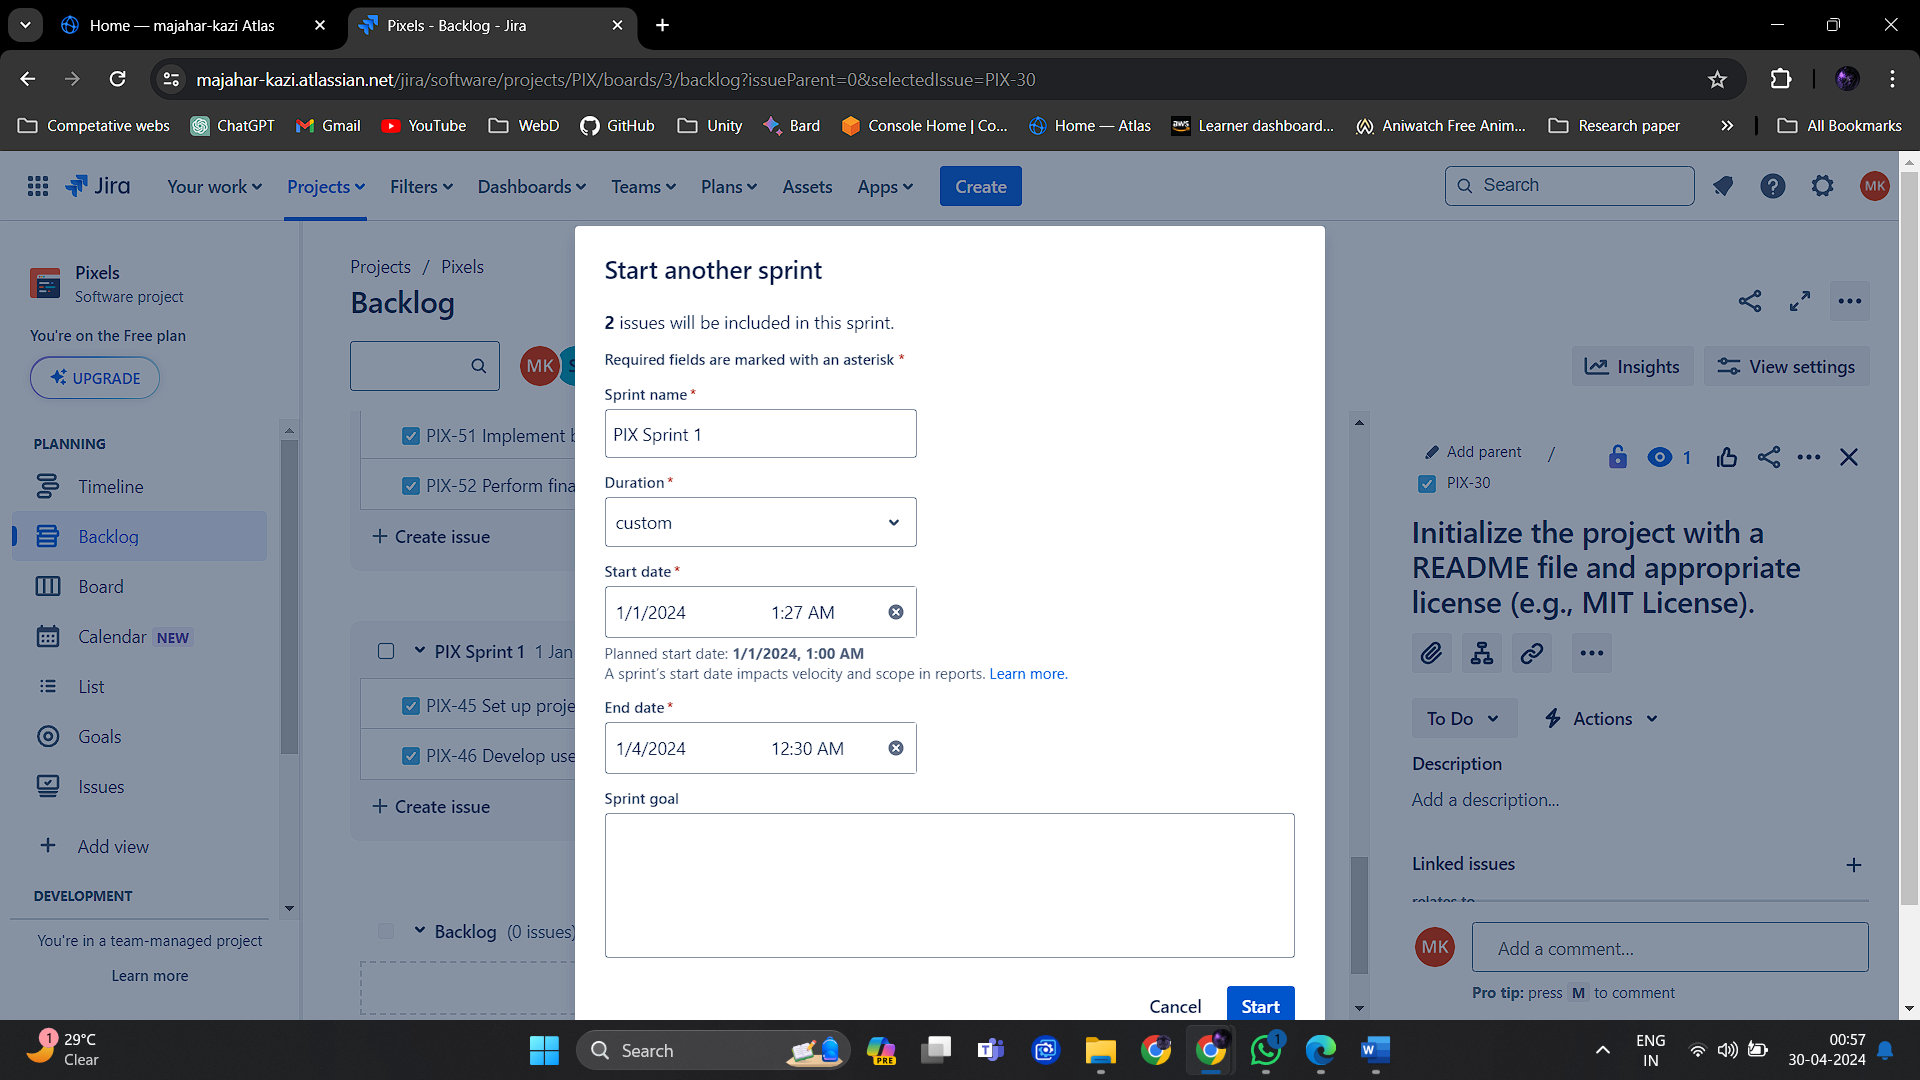 Home — majahar-kazi Atlas
Pixels - Backlog - Jira
majahar-kazi.atlassian.net/jira/software/projects/PIX/boards/3/backlog?issueParent=0&selectedIssue=PIX-30
Competative webs
ChatGPT
Gmail
YouTube
WebD
GitHub
Unity
Bard
Console Home | Co...
Home — Atlas
aws
Learner dashboard...
Aniwatch Free Anim...
Research paper
All Bookmarks
Jira
Your work
Projects
Filters
Dashboards
Teams
Plans
Assets
Apps
Create
Search
MK
Pixels
Software project
You're on the Free plan
UPGRADE
PLANNING
Timeline
Backlog
Board
Calendar NEW
List
Goals
Issues
Add view
DEVELOPMENT
You're in a team-managed project
Learn more
Projects / Pixels
Backlog
MK
Insights
View settings
PIX-51 Implement b
PIX-52 Perform fina
+ Create issue
PIX Sprint 1 1 Jan
PIX-45 Set up proje
PIX-46 Develop use
+ Create issue
Backlog (0 issues)
Start another sprint
2 issues will be included in this sprint.
Required fields are marked with an asterisk *
Sprint name *
PIX Sprint 1
Duration *
custom
Start date *
1/1/2024 1:27 AM
Planned start date: 1/1/2024, 1:00 AM
A sprint's start date impacts velocity and scope in reports. Learn more.
End date *
1/4/2024 12:30 AM
Sprint goal
Cancel
Start
Add parent /
1
PIX-30
Initialize the project with a
README file and appropriate
license (e.g., MIT License).
To Do
Actions
Description
Add a description...
Linked issues
relates to
MK
Add a comment...
Pro tip: press M to comment
1
29°C
Clear
Search
PRE
1
ENG
IN
00:57
30-04-2024